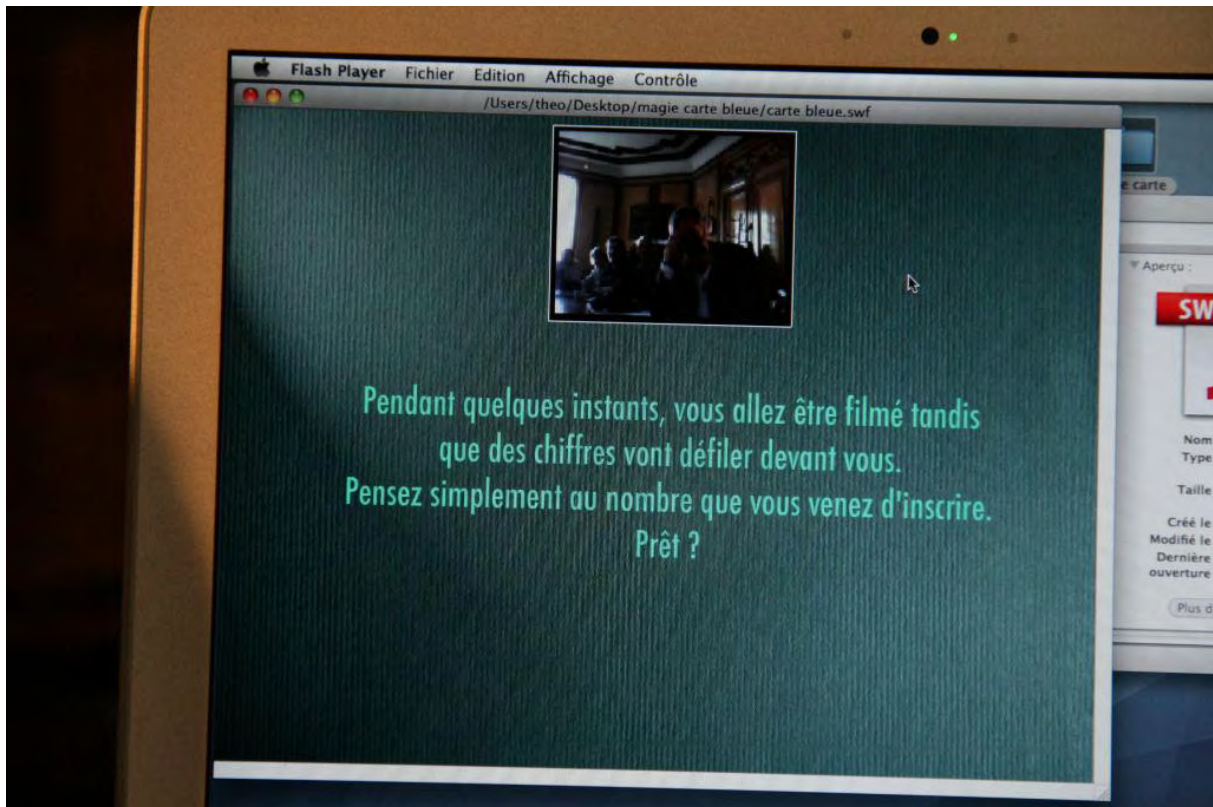 Flash Player Fichier Edition Affichage Contrôle
/Users/theo/Desktop/magie carte bleue/carte bleue.swf
e carte
Aperçu :
SW
Pendant quelques instants, vous allez être filmé tandis
que des chiffres vont défiler devant vous.
Pensez simplement au nombre que vous venez d'inscrire.
Prêt ?
Nom
Type
Taille
Créé le
Modifié le
Dernière
ouverture
Plus d